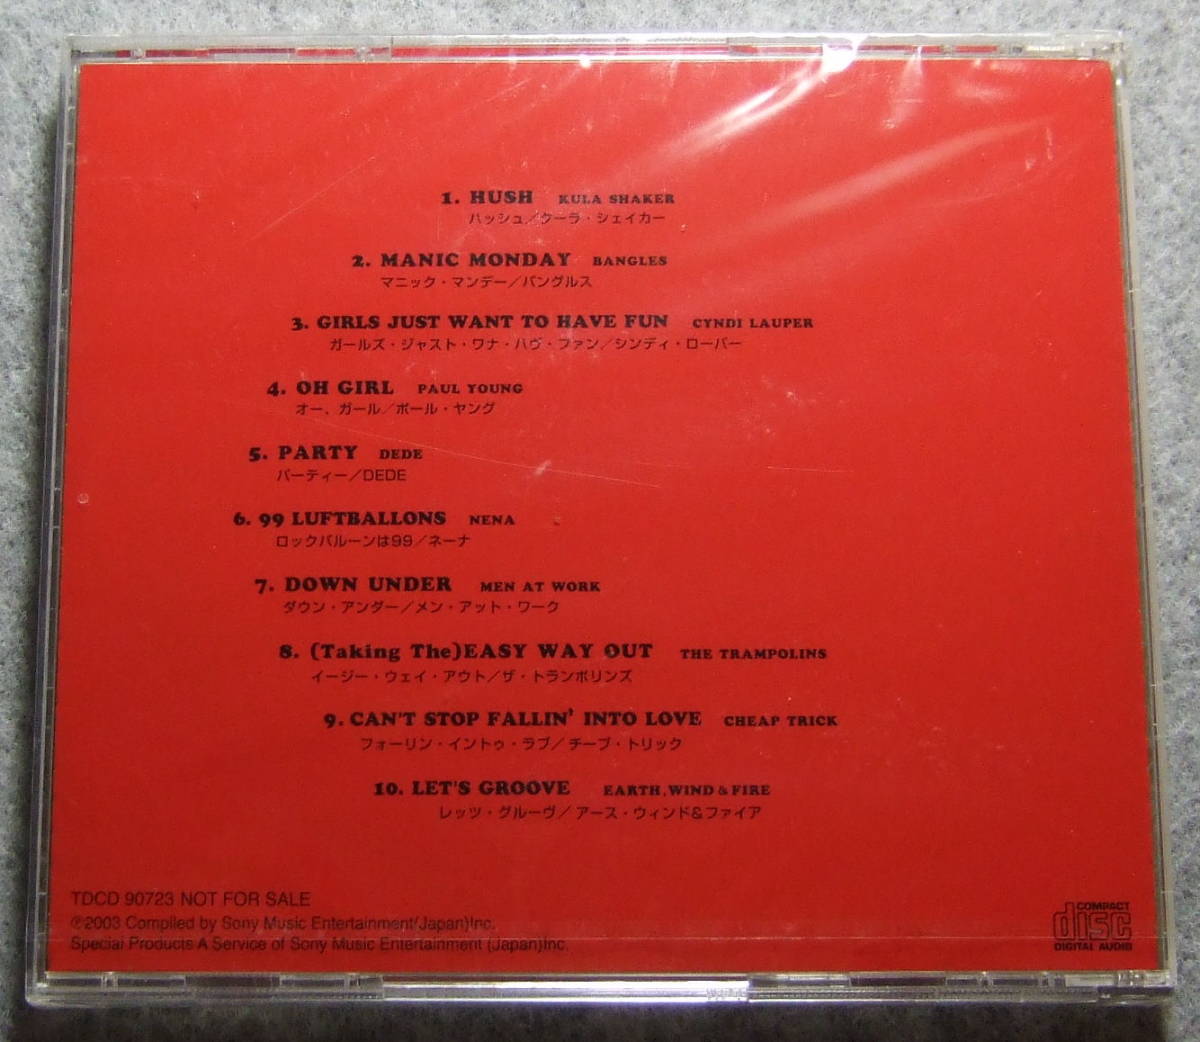 1. HUSH KULA SHAKER
ハッシュ／クーラ・シェイカー
2. MANIC MONDAY BANGLES
マニック・マンデー／バングルス
3. GIRLS JUST WANT TO HAVE FUN CYNDI LAUPER
ガールズ・ジャスト・ワナ・ハヴ・ファン／シンディ・ローパー
4. OH GIRL PAUL YOUNG
オー、ガール／ポール・ヤング
5. PARTY DEDE
パーティー／DEDE
6. 99 LUFTBALLONS NENA
ロックバルーンは99／ネーナ
7. DOWN UNDER MEN AT WORK
ダウン・アンダー／メン・アット・ワーク
8. (Taking The)EASY WAY OUT THE TRAMPOLINS
イージー・ウェイ・アウト／ザ・トランポリンズ
9. CAN'T STOP FALLIN' INTO LOVE CHEAP TRICK
フォーリン・イントゥ・ラブ／チープ・トリック
10. LET'S GROOVE EARTH, WIND & FIRE
レッツ・グルーヴ／アース・ウィンド&ファイア
TDCD 90723 NOT FOR SALE
℗2003 Compiled by Sony Music Entertainment(Japan)Inc.
Special Products A Service of Sony Music Entertainment (Japan)Inc.
COMPACT
disc
DIGITAL AUDIO